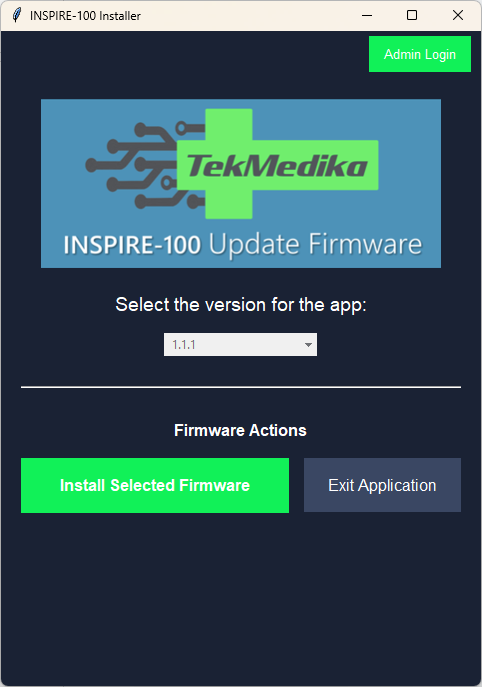 INSPIRE-100 Installer
Admin Login
TekMedika
INSPIRE-100 Update Firmware
Select the version for the app:
1.1.1
Firmware Actions
Install Selected Firmware
Exit Application